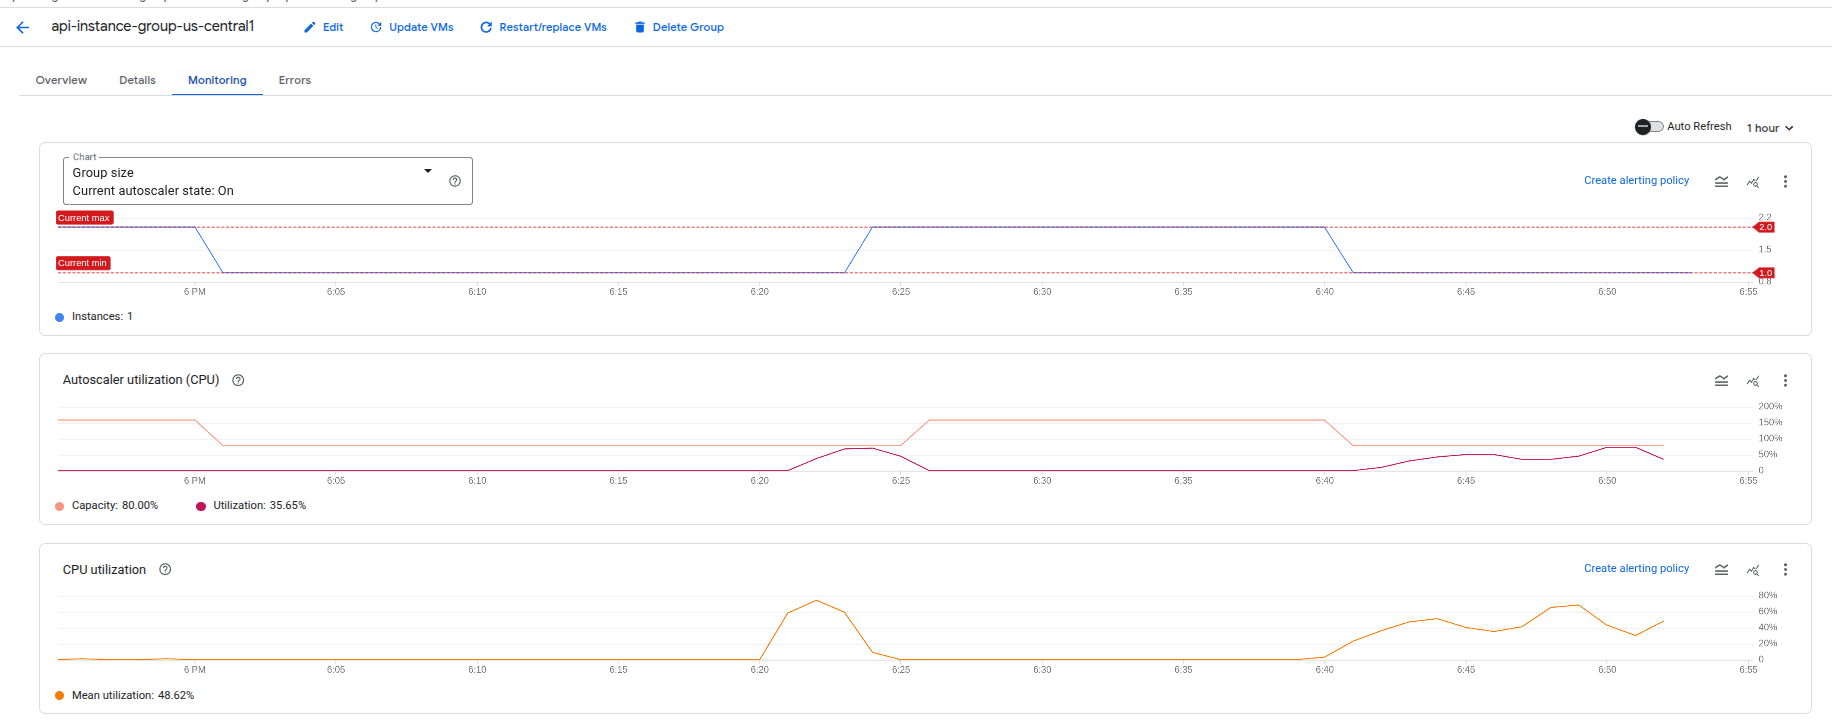 api-instance-group-us-central1 Edit Update VMs Restart/replace VMs Delete Group
Overview Details Monitoring Errors
Auto Refresh 1 hour
Chart
Group size
Current autoscaler state: On
Create alerting policy
Current max
2.2
2.0
1.5
Current min
1.0
0.8
6 PM 6:05 6:10 6:15 6:20 6:25 6:30 6:35 6:40 6:45 6:50 6:55
Instances: 1
Autoscaler utilization (CPU)
200%
150%
100%
50%
0
6 PM 6:05 6:10 6:15 6:20 6:25 6:30 6:35 6:40 6:45 6:50 6:55
Capacity: 80.00% Utilization: 35.65%
CPU utilization Create alerting policy
80%
60%
40%
20%
0
6 PM 6:05 6:10 6:15 6:20 6:25 6:30 6:35 6:40 6:45 6:50 6:55
Mean utilization: 48.62%